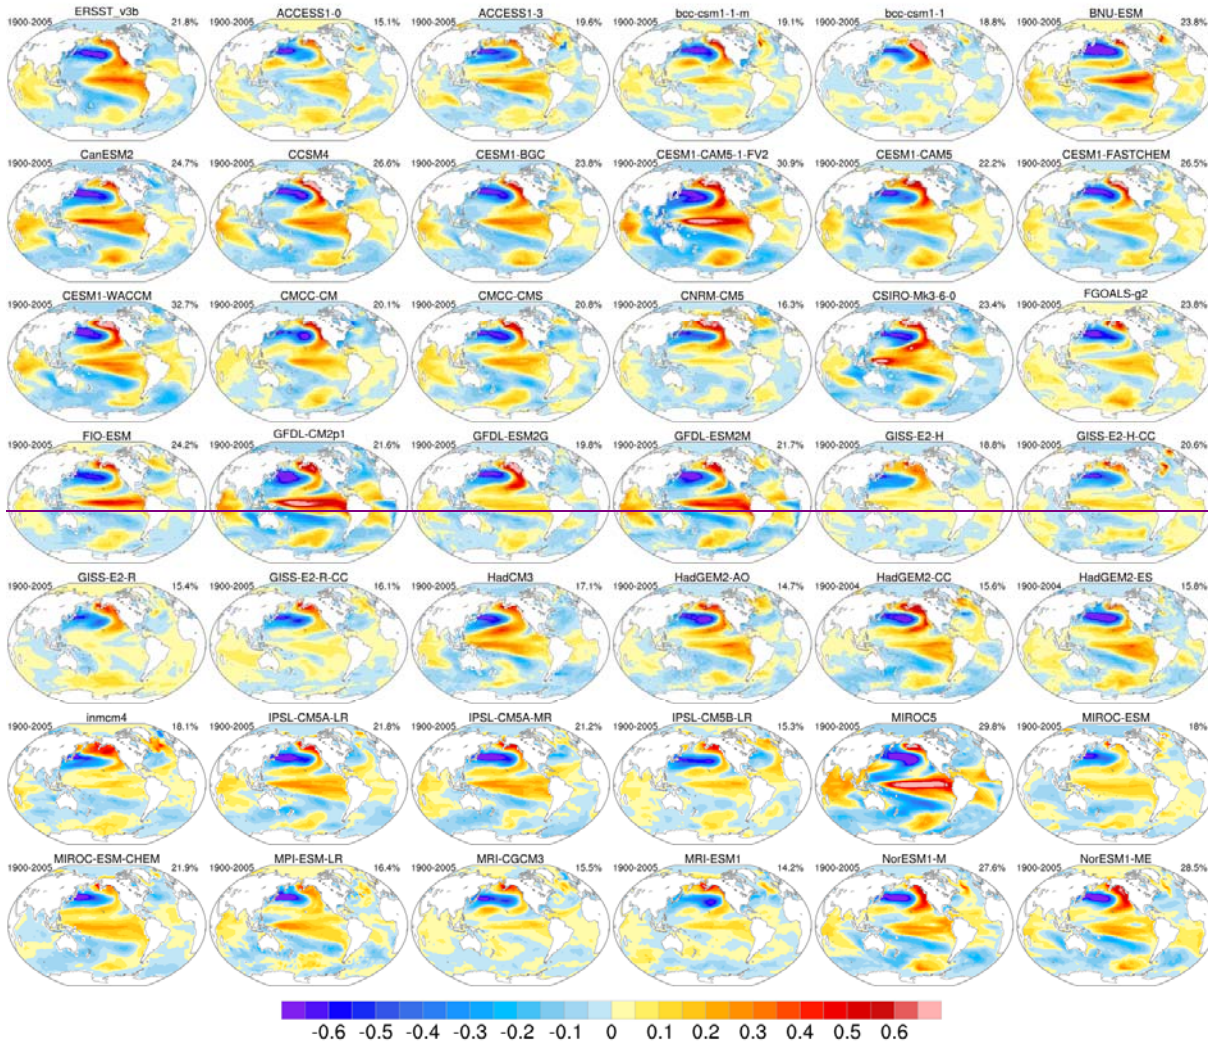 ERSST_v3b ACCESS1-0 ACCESS1-3 bcc-csm1-1-m bcc-csm1-1 BNU-ESM
1900-2005 21.8% 1900-2005 15.1% 1900-2005 19.6% 1900-2005 19.1% 1900-2005 18.8% 1900-2005 23.8%
CanESM2 CCSM4 CESM1-BGC CESM1-CAM5-1-FV2 CESM1-CAM5 CESM1-FASTCHEM
1900-2005 24.7% 1900-2005 26.6% 1900-2005 23.8% 1900-2005 30.9% 1900-2005 22.2% 1900-2005 26.5%
CESM1-WACCM CMCC-CM CMCC-CMS CNRM-CM5 CSIRO-Mk3-6-0 FGOALS-g2
1900-2005 32.7% 1900-2005 20.1% 1900-2005 20.8% 1900-2005 16.3% 1900-2005 23.4% 1900-2005 23.8%
FIO-ESM GFDL-CM2p1 GFDL-ESM2G GFDL-ESM2M GISS-E2-H GISS-E2-H-CC
1900-2005 24.2% 1900-2005 21.6% 1900-2005 19.8% 1900-2005 21.7% 1900-2005 18.8% 1900-2005 20.6%
GISS-E2-R GISS-E2-R-CC HadCM3 HadGEM2-AO HadGEM2-CC HadGEM2-ES
1900-2005 15.4% 1900-2005 16.1% 1900-2005 17.1% 1900-2005 14.7% 1900-2004 15.6% 1900-2004 15.8%
inmcm4 IPSL-CM5A-LR IPSL-CM5A-MR IPSL-CM5B-LR MIROC5 MIROC-ESM
1900-2005 18.1% 1900-2005 21.8% 1900-2005 21.2% 1900-2005 15.3% 1900-2005 29.8% 1900-2005 18%
MIROC-ESM-CHEM MPI-ESM-LR MRI-CGCM3 MRI-ESM1 NorESM1-M NorESM1-ME
1900-2005 21.9% 1900-2005 16.4% 1900-2005 15.5% 1900-2005 14.2% 1900-2005 27.6% 1900-2005 28.5%
-0.6 -0.5 -0.4 -0.3 -0.2 -0.1 0 0.1 0.2 0.3 0.4 0.5 0.6